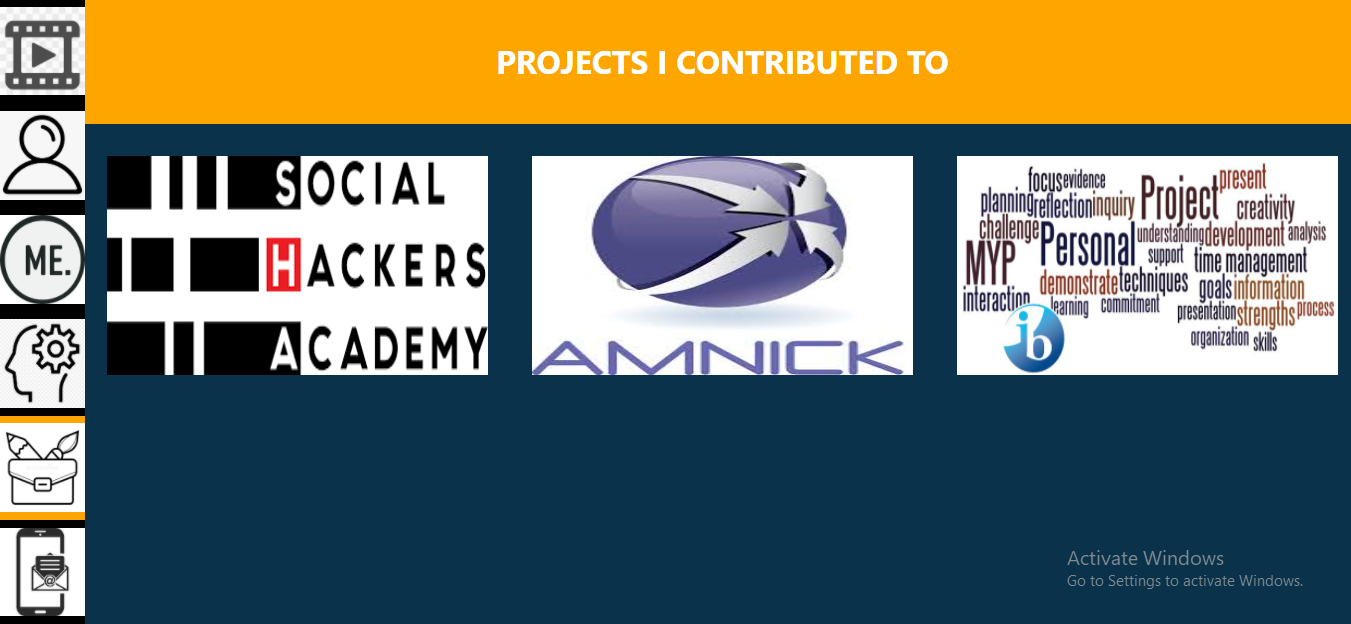 PROJECTS I CONTRIBUTED TO
ME.
SOCIAL
HACKERS
ACADEMY
AMNICK
focus evidence
present
planning reflection inquiry Project creativity
challenge Personal understanding development analysis
MYP support time management
demonstrate techniques goals information
interaction learning commitment presentation strengths process
ib organization skills
Activate Windows
Go to Settings to activate Windows.